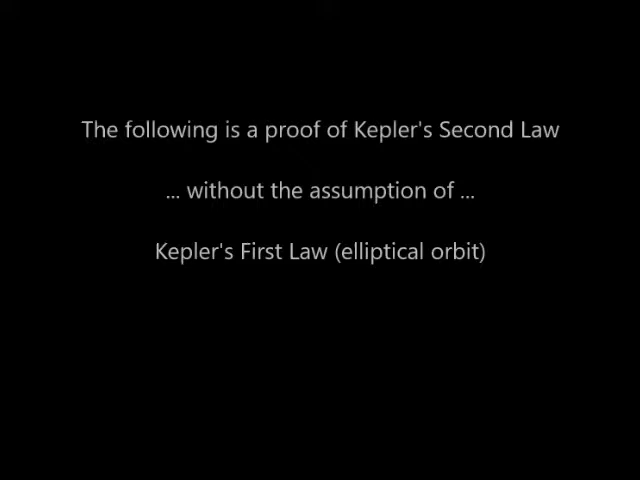 The following is a proof of Kepler's Second Law
... without the assumption of ...
Kepler's First Law (elliptical orbit)